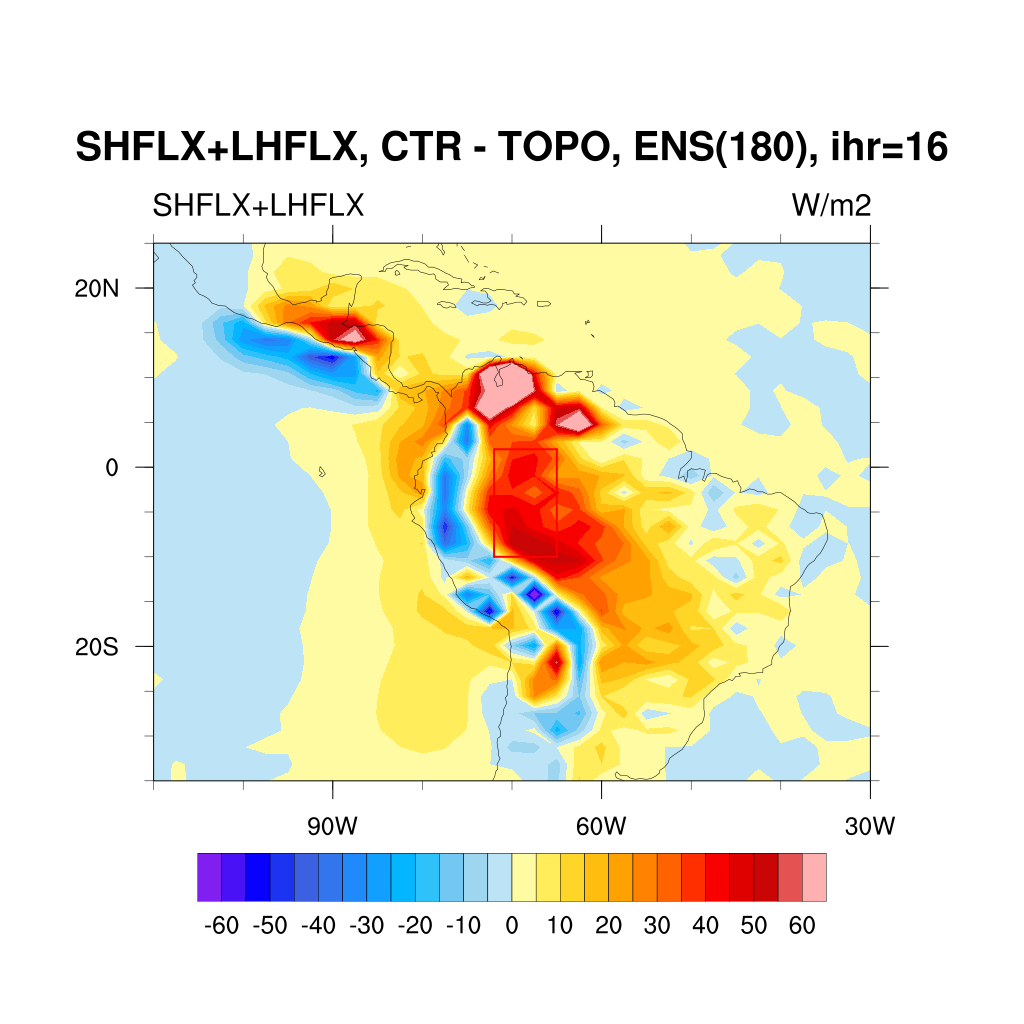 SHFLX+LHFLX, CTR - TOPO, ENS(180), ihr=16
SHFLX+LHFLX W/m2
20N
0
20S
90W 60W 30W
-60 -50 -40 -30 -20 -10 0 10 20 30 40 50 60